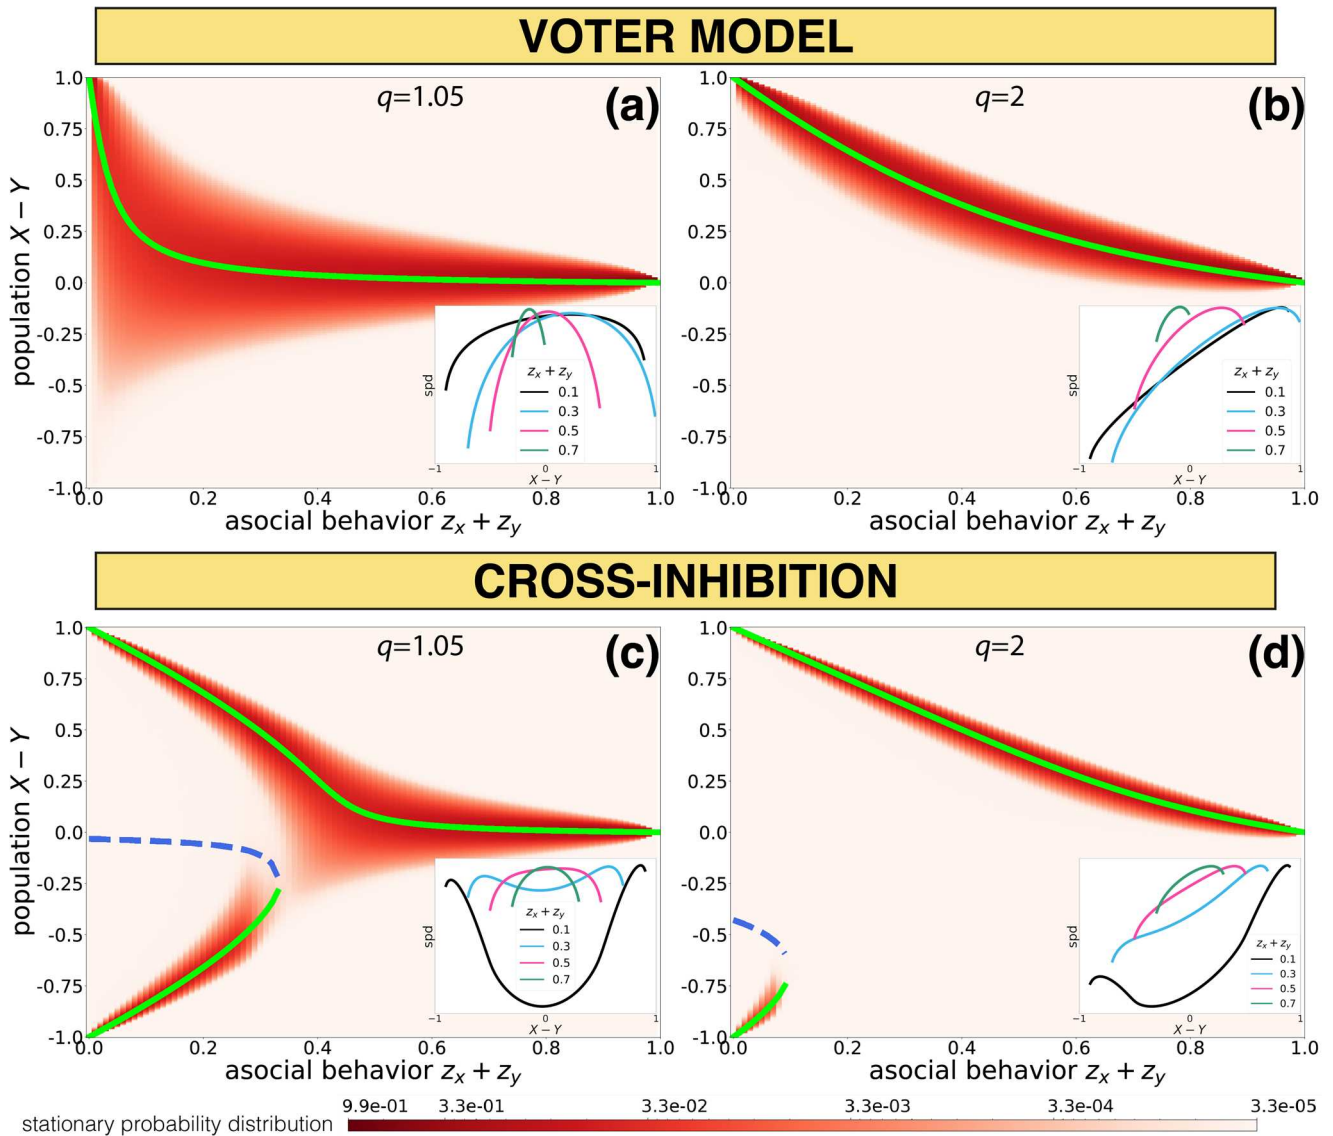 VOTER MODEL
q=1.05
(a)
q=2
(b)
1.0
0.75
0.5
0.25
0.0
-0.25
-0.5
-0.75
-1.0
population X − Y
0.0 0.2 0.4 0.6 0.8 1.0
asocial behavior zx + zy
spd
zx + zy
0.1
0.3
0.5
0.7
−1 0 1
X − Y
1.0
0.75
0.5
0.25
0.0
-0.25
-0.5
-0.75
-1.0
0.0 0.2 0.4 0.6 0.8 1.0
asocial behavior zx + zy
spd
zx + zy
0.1
0.3
0.5
0.7
−1 0 1
X − Y
CROSS-INHIBITION
q=1.05
(c)
q=2
(d)
1.0
0.75
0.5
0.25
0.0
-0.25
-0.5
-0.75
-1.0
population X − Y
0.0 0.2 0.4 0.6 0.8 1.0
asocial behavior zx + zy
spd
zx + zy
0.1
0.3
0.5
0.7
−1 0 1
X − Y
1.0
0.75
0.5
0.25
0.0
-0.25
-0.5
-0.75
-1.0
0.0 0.2 0.4 0.6 0.8 1.0
asocial behavior zx + zy
spd
zx + zy
0.1
0.3
0.5
0.7
−1 0 1
X − Y
9.9e-01 3.3e-01 3.3e-02 3.3e-03 3.3e-04 3.3e-05
stationary probability distribution